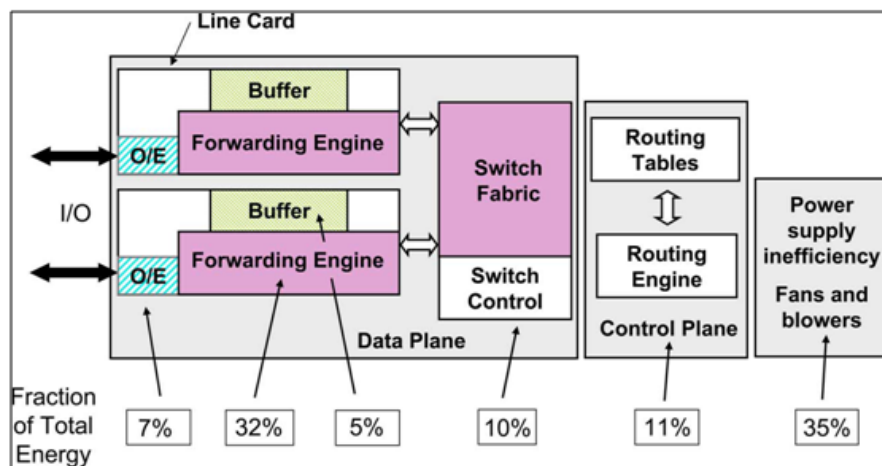 Line Card
Buffer
Forwarding Engine
O/E
I/O
Buffer
Forwarding Engine
O/E
Switch
Fabric
Switch
Control
Data Plane
Routing
Tables
Routing
Engine
Control Plane
Power
supply
inefficiency
Fans and
blowers
Fraction
of Total
Energy
7%
32%
5%
10%
11%
35%